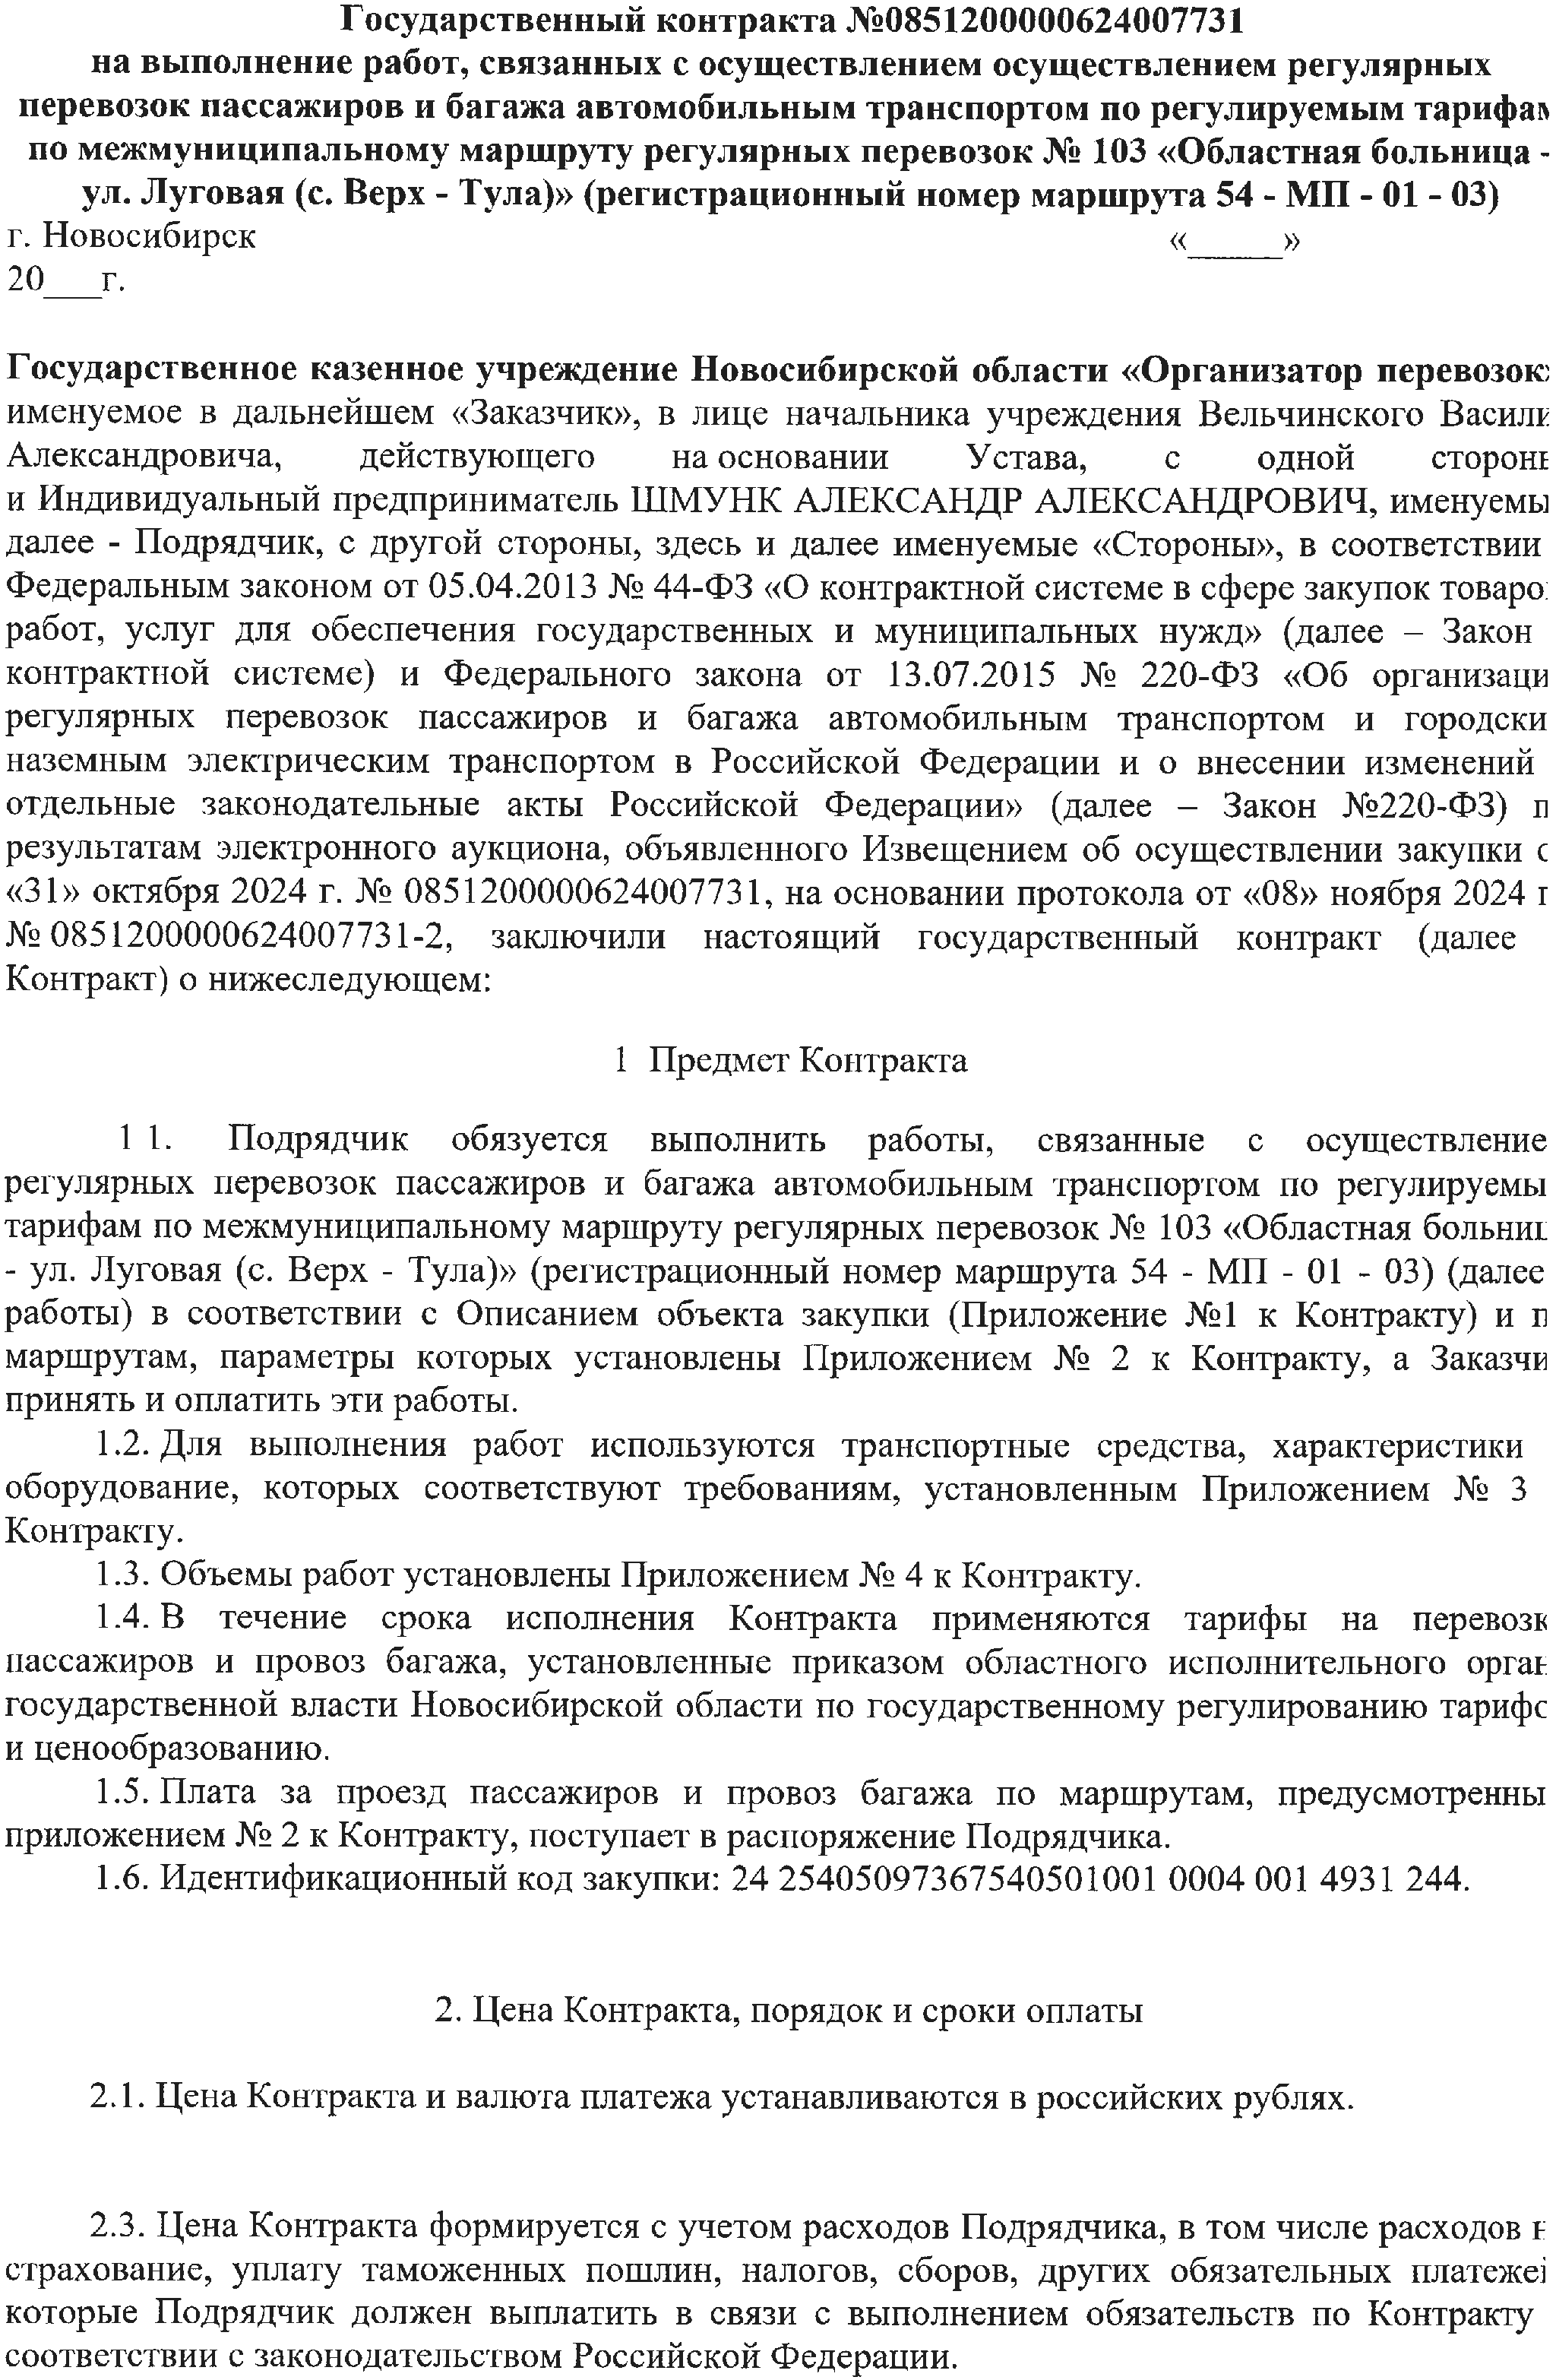 Государственный контракта №0851200000624007731
на выполнение работ, связанных с осуществлением осуществлением регулярных
перевозок пассажиров и багажа автомобильным транспортом по регулируемым тарифам
по межмуниципальному маршруту регулярных перевозок № 103 «Областная больница -
ул. Луговая (с. Верх - Тула)» (регистрационный номер маршрута 54 - МП - 01 - 03)
г. Новосибирск «_____»
20___г.
Государственное казенное учреждение Новосибирской области «Организатор перевозок»
именуемое в дальнейшем «Заказчик», в лице начальника учреждения Вельчинского Васили
Александровича, действующего на основании Устава, с одной сторон
и Индивидуальный предприниматель ШМУНК АЛЕКСАНДР АЛЕКСАНДРОВИЧ, именуемы
далее - Подрядчик, с другой стороны, здесь и далее именуемые «Стороны», в соответствии
Федеральным законом от 05.04.2013 № 44-ФЗ «О контрактной системе в сфере закупок товаро
работ, услуг для обеспечения государственных и муниципальных нужд» (далее – Закон
контрактной системе) и Федерального закона от 13.07.2015 № 220-ФЗ «Об организаци
регулярных перевозок пассажиров и багажа автомобильным транспортом и городски
наземным электрическим транспортом в Российской Федерации и о внесении изменений
отдельные законодательные акты Российской Федерации» (далее – Закон №220-ФЗ) п
результатам электронного аукциона, объявленного Извещением об осуществлении закупки о
«31» октября 2024 г. № 0851200000624007731, на основании протокола от «08» ноября 2024 г
№ 0851200000624007731-2, заключили настоящий государственный контракт (далее
Контракт) о нижеследующем:
1 Предмет Контракта
1 1. Подрядчик обязуется выполнить работы, связанные с осуществление
регулярных перевозок пассажиров и багажа автомобильным транспортом по регулируемы
тарифам по межмуниципальному маршруту регулярных перевозок № 103 «Областная больниц
- ул. Луговая (с. Верх - Тула)» (регистрационный номер маршрута 54 - МП - 01 - 03) (далее
работы) в соответствии с Описанием объекта закупки (Приложение №1 к Контракту) и п
маршрутам, параметры которых установлены Приложением № 2 к Контракту, а Заказчи
принять и оплатить эти работы.
1.2. Для выполнения работ используются транспортные средства, характеристики
оборудование, которых соответствуют требованиям, установленным Приложением № 3
Контракту.
1.3. Объемы работ установлены Приложением № 4 к Контракту.
1.4. В течение срока исполнения Контракта применяются тарифы на перевозк
пассажиров и провоз багажа, установленные приказом областного исполнительного орган
государственной власти Новосибирской области по государственному регулированию тарифо
и ценообразованию.
1.5. Плата за проезд пассажиров и провоз багажа по маршрутам, предусмотренны
приложением № 2 к Контракту, поступает в распоряжение Подрядчика.
1.6. Идентификационный код закупки: 24 25405097367540501001 0004 001 4931 244.
2. Цена Контракта, порядок и сроки оплаты
2.1. Цена Контракта и валюта платежа устанавливаются в российских рублях.
2.3. Цена Контракта формируется с учетом расходов Подрядчика, в том числе расходов н
страхование, уплату таможенных пошлин, налогов, сборов, других обязательных платежей
которые Подрядчик должен выплатить в связи с выполнением обязательств по Контракту
соответствии с законодательством Российской Федерации.